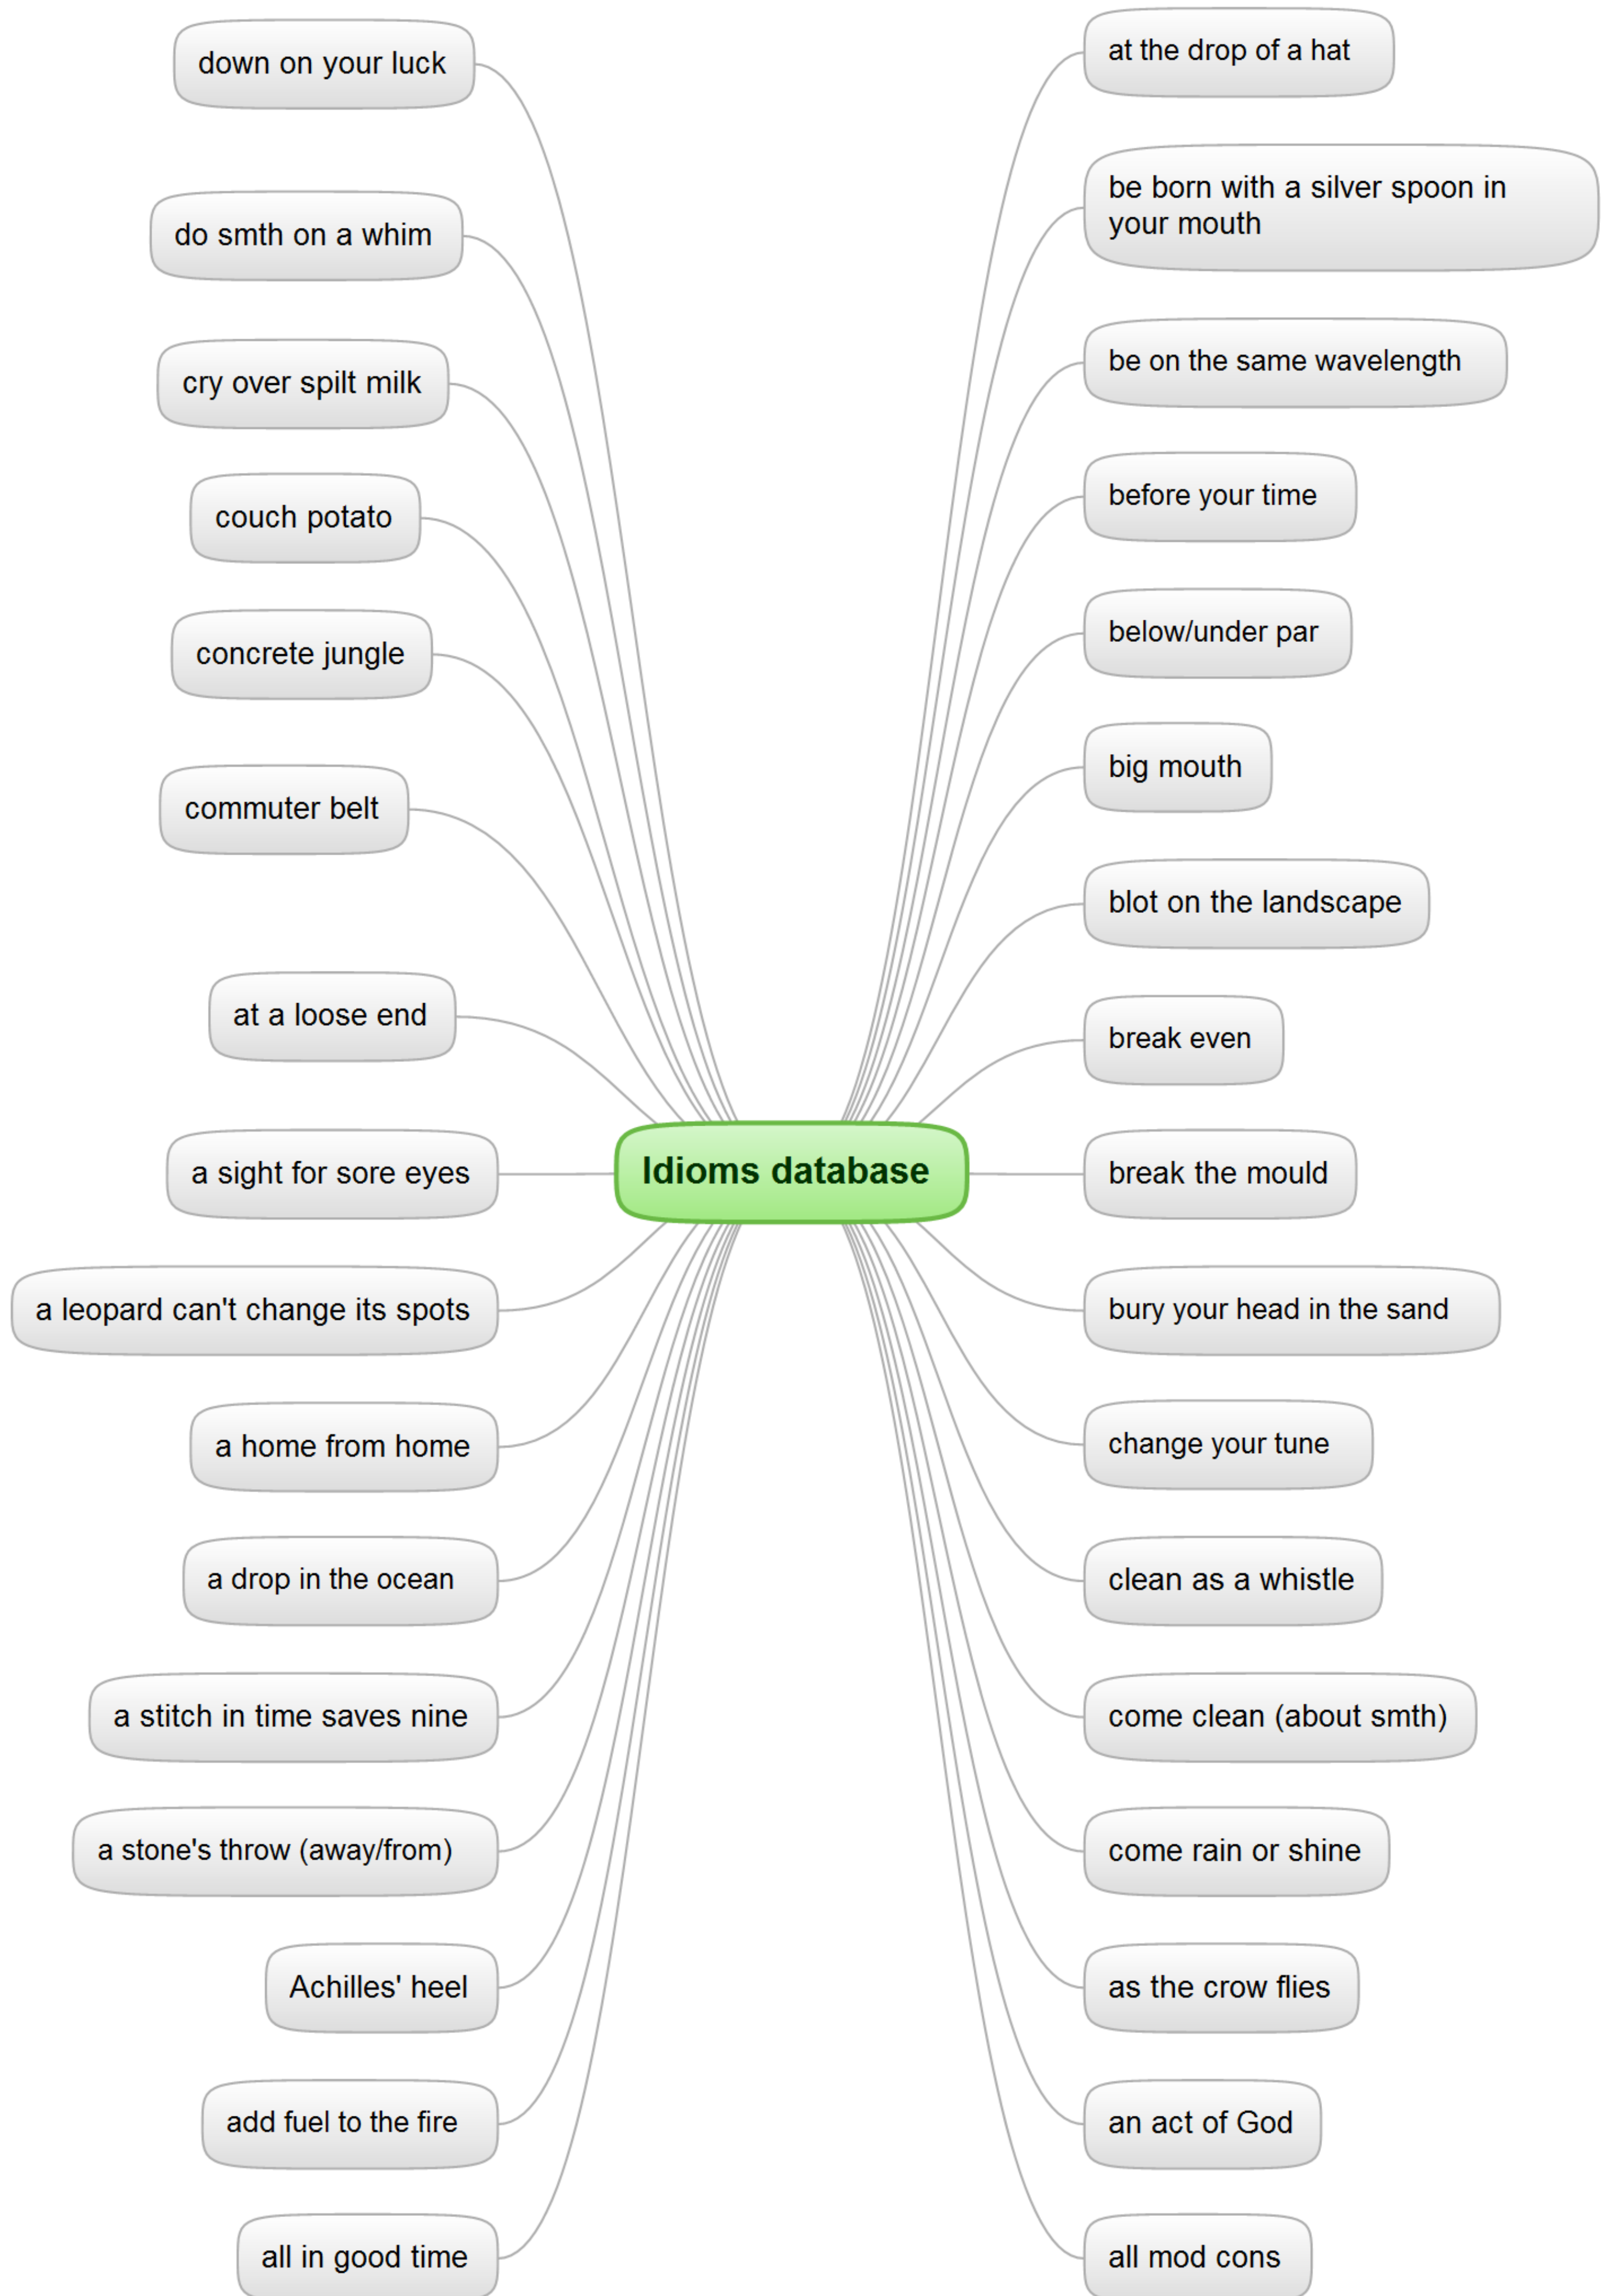 down on your luck
do smth on a whim
cry over spilt milk
couch potato
concrete jungle
commuter belt
at a loose end
a sight for sore eyes
a leopard can't change its spots
a home from home
a drop in the ocean
a stitch in time saves nine
a stone's throw (away/from)
Achilles' heel
add fuel to the fire
all in good time
Idioms database
at the drop of a hat
be born with a silver spoon in
your mouth
be on the same wavelength
before your time
below/under par
big mouth
blot on the landscape
break even
break the mould
bury your head in the sand
change your tune
clean as a whistle
come clean (about smth)
come rain or shine
as the crow flies
an act of God
all mod cons